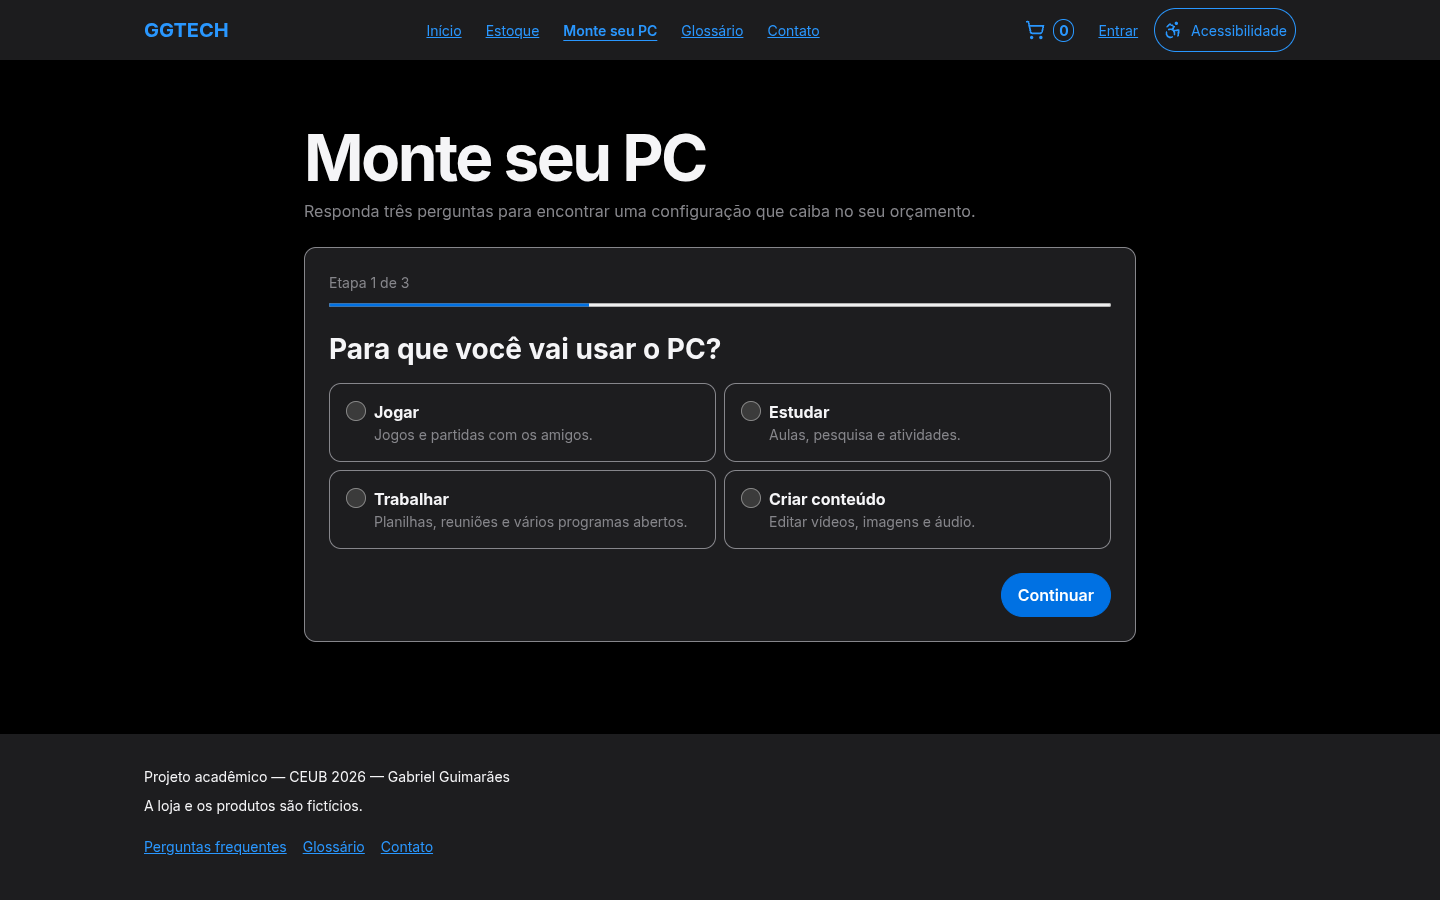 GGTECH
Início
Estoque
Monte seu PC
Glossário
Contato
0
Entrar
Acessibilidade
Monte seu PC
Responda três perguntas para encontrar uma configuração que caiba no seu orçamento.
Etapa 1 de 3
Para que você vai usar o PC?
Jogar
Jogos e partidas com os amigos.
Estudar
Aulas, pesquisa e atividades.
Trabalhar
Planilhas, reuniões e vários programas abertos.
Criar conteúdo
Editar vídeos, imagens e áudio.
Continuar
Projeto acadêmico — CEUB 2026 — Gabriel Guimarães
A loja e os produtos são fictícios.
Perguntas frequentes
Glossário
Contato